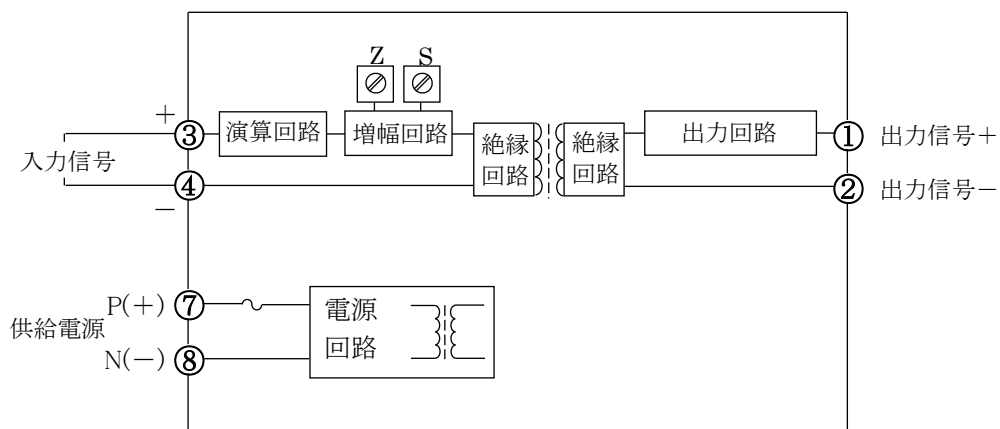 Z
S
+
③
演算回路
増幅回路
絶縁
回路
絶縁
回路
出力回路
①
出力信号+
入力信号
④
−
②
出力信号−
P(+)
⑦
供給電源
N(−)
⑧
電源
回路